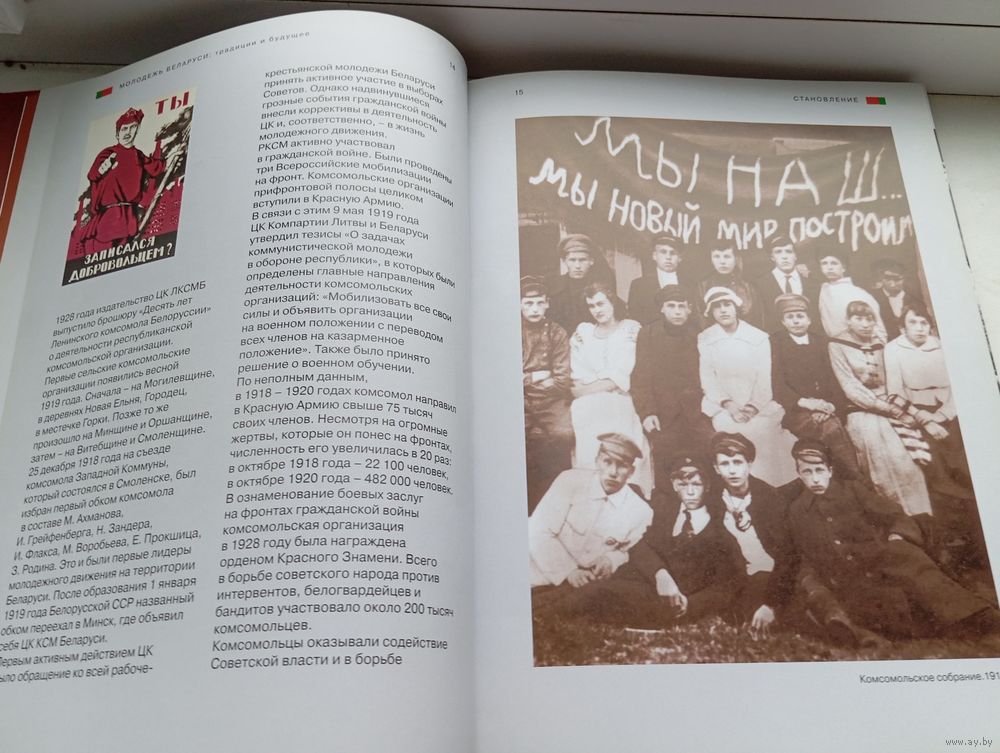 МОЛОДЕЖЬ БЕЛАРУСИ: традиции и будущее
14
ТЫ
ЗАПИСАЛСЯ
ДОБРОВОЛЬЦЕМ?
1928 года издательство ЦК ЛКСМБ
выпустило брошюру «Десять лет
Ленинского комсомола Белоруссии»
о деятельности республиканской
комсомольской организации.
Первые сельские комсомольские
организации появились весной
1919 года. Сначала – на Могилевщине,
в деревнях Новая Ельня, Городец,
в местечке Горки. Позже то же
произошло на Минщине и Оршанщине,
затем – на Витебщине и Смоленщине.
25 декабря 1918 года на съезде
комсомола Западной Коммуны,
который состоялся в Смоленске, был
избран первый обком комсомола
в составе М. Ахманова,
И. Грейфенберга, Н. Зандера,
И. Флакса, М. Воробьева, Е. Прокшица,
З. Родина. Это и были первые лидеры
молодежного движения на территории
Беларуси. После образования 1 января
1919 года Белорусской ССР названный
обком переехал в Минск, где объявил
себя ЦК КСМ Беларуси.
Первым активным действием ЦК
было обращение ко всей рабоче-
крестьянской молодежи Беларуси
принять активное участие в выборах
Советов. Однако надвинувшиеся
грозные события гражданской войны
внесли коррективы в деятельность
ЦК и, соответственно, – в жизнь
молодежного движения.
РКСМ активно участвовал
в гражданской войне. Были проведены
три Всероссийские мобилизации
на фронт. Комсомольские организации
прифронтовой полосы целиком
вступили в Красную Армию.
В связи с этим 9 мая 1919 года
ЦК Компартии Литвы и Беларуси
утвердил тезисы «О задачах
коммунистической молодежи
в обороне республики», в которых были
определены главные направления
деятельности комсомольских
организаций: «Мобилизовать все свои
силы и объявить организации
на военном положении с переводом
всех членов на казарменное
положение». Также было принято
решение о военном обучении.
По неполным данным,
в 1918 – 1920 годах комсомол направил
в Красную Армию свыше 75 тысяч
своих членов. Несмотря на огромные
жертвы, которые он понес на фронтах,
численность его увеличилась в 20 раз:
в октябре 1918 года – 22 100 человек,
в октябре 1920 года – 482 000 человек.
В ознаменование боевых заслуг
на фронтах гражданской войны
комсомольская организация
в 1928 году была награждена
орденом Красного Знамени. Всего
в борьбе советского народа против
интервентов, белогвардейцев и
бандитов участвовало около 200 тысяч
комсомольцев.
Комсомольцы оказывали содействие
Советской власти и в борьбе
15
СТАНОВЛЕНИЕ
МЫ НАШ...
МЫ НОВЫЙ МИР ПОСТРОИМ
Комсомольское собрание.191
www.ay.by